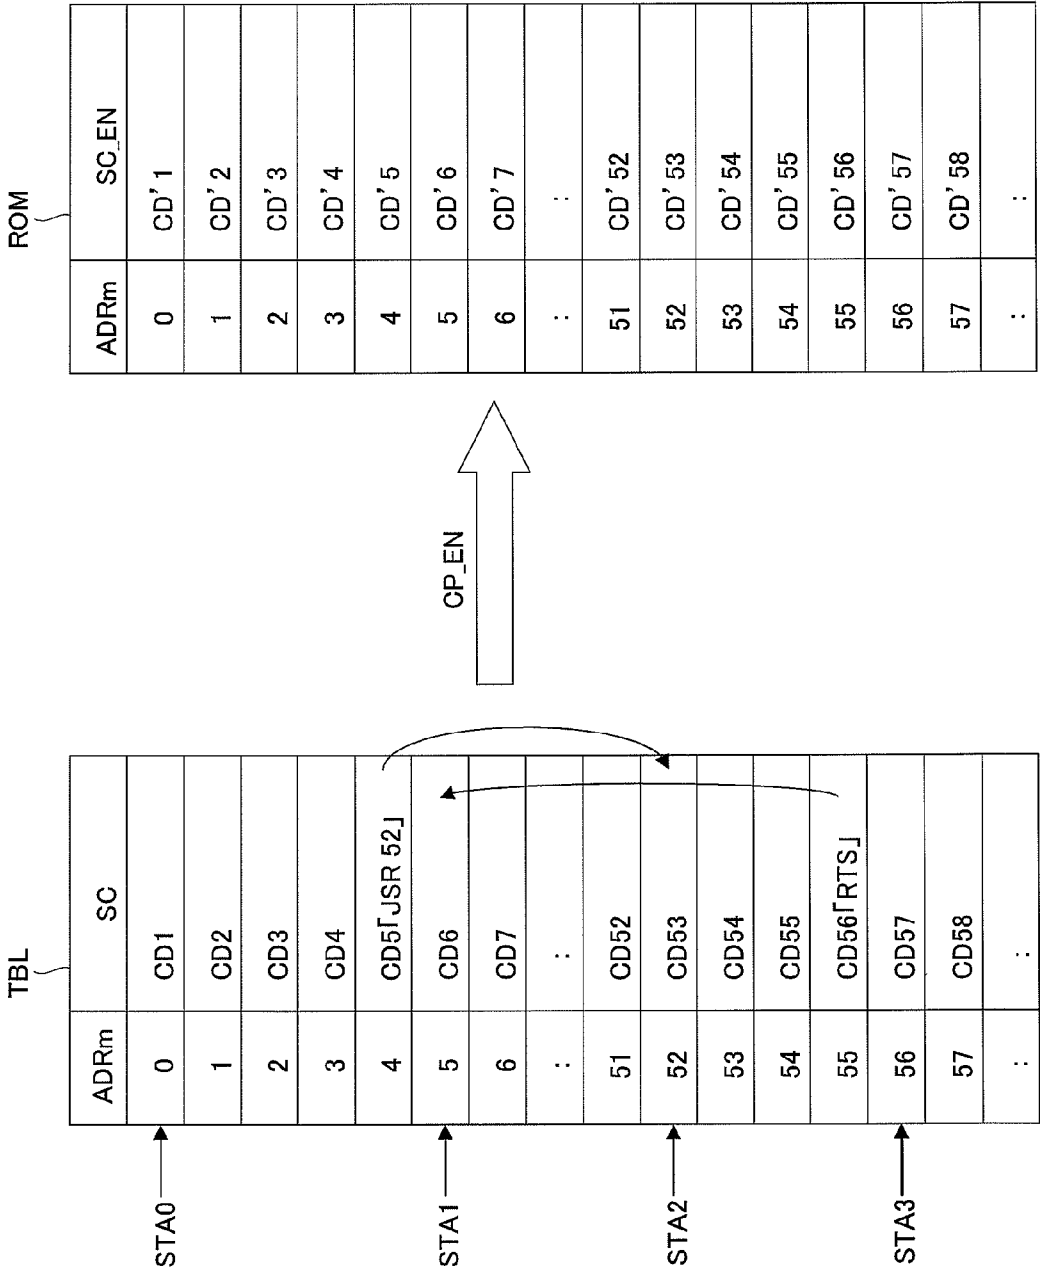 TBL
ADRm SC
STA0 0 CD1
1 CD2
2 CD3
3 CD4
4 CD5「JSR 52」
STA1 5 CD6
6 CD7
: :
51 CD52
STA2 52 CD53
53 CD54
54 CD55
55 CD56「RTS」
STA3 56 CD57
57 CD58
: :
CP_EN
ROM
ADRm SC_EN
0 CD'1
1 CD'2
2 CD'3
3 CD'4
4 CD'5
5 CD'6
6 CD'7
: :
51 CD'52
52 CD'53
53 CD'54
54 CD'55
55 CD'56
56 CD'57
57 CD'58
: :